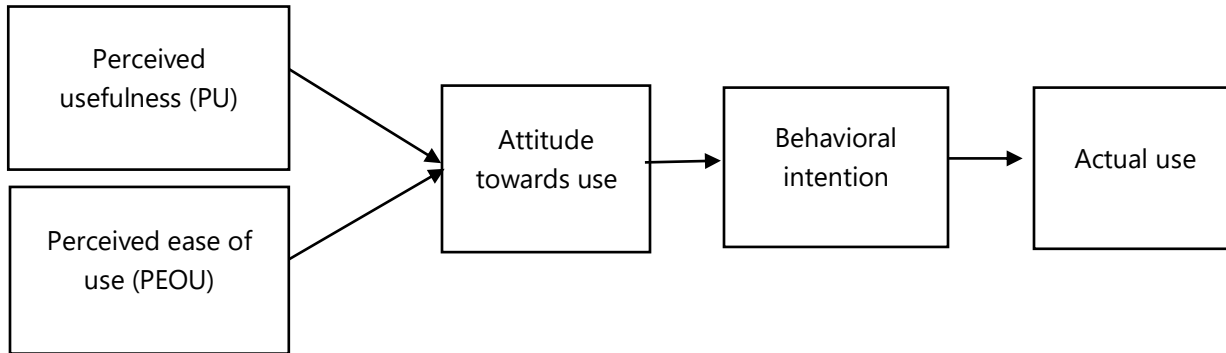 Perceived
usefulness (PU)
Perceived ease of
use (PEOU)
Attitude
towards use
Behavioral
intention
Actual use